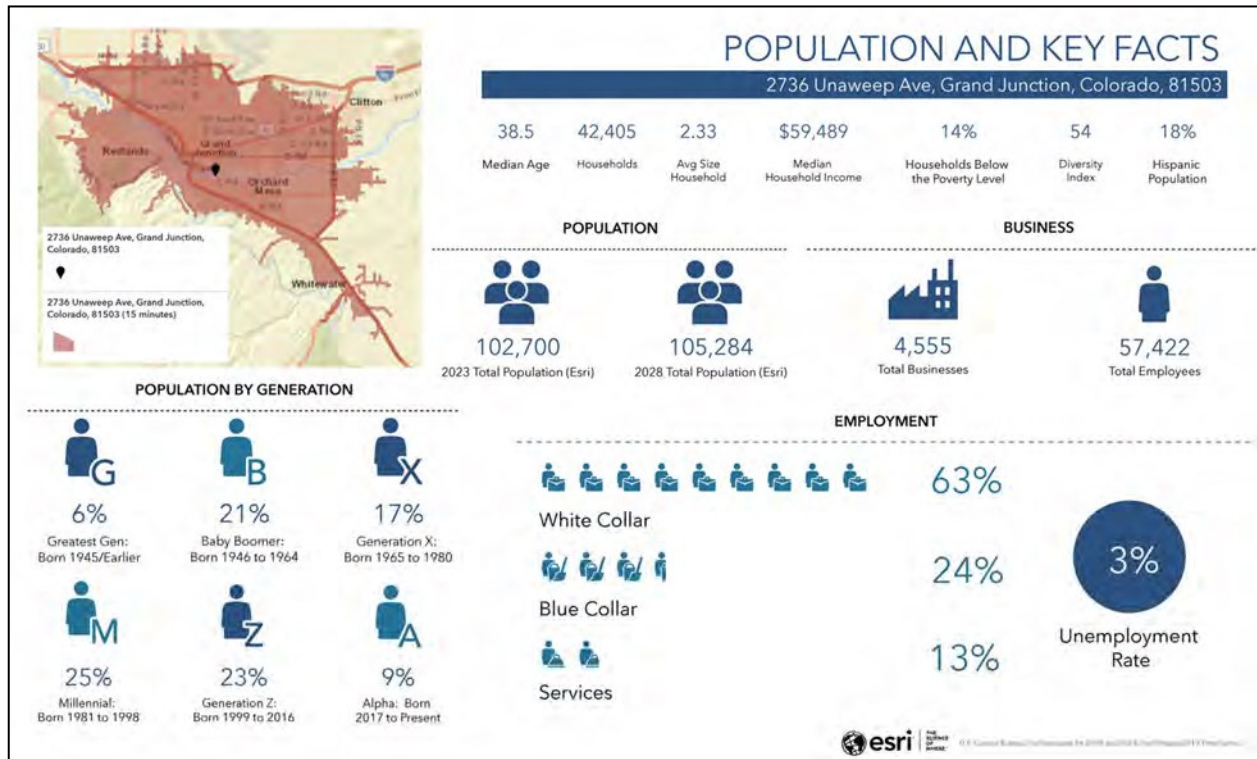 POPULATION AND KEY FACTS
2736 Unaweep Ave, Grand Junction, Colorado, 81503
38.5
Median Age
42,405
Households
2.33
Avg Size
Household
$59,489
Median
Household Income
14%
Households Below
the Poverty Level
54
Diversity
Index
18%
Hispanic
Population
Clifton
Redlands
Grand
Junction
Orchard
Mesa
Whitewater
2736 Unaweep Ave, Grand Junction,
Colorado, 81503
2736 Unaweep Ave, Grand Junction,
Colorado, 81503 (15 minutes)
POPULATION
102,700
2023 Total Population (Esri)
105,284
2028 Total Population (Esri)
BUSINESS
4,555
Total Businesses
57,422
Total Employees
POPULATION BY GENERATION
G
6%
Greatest Gen:
Born 1945/Earlier
B
21%
Baby Boomer:
Born 1946 to 1964
X
17%
Generation X:
Born 1965 to 1980
M
25%
Millennial:
Born 1981 to 1998
Z
23%
Generation Z:
Born 1999 to 2016
A
9%
Alpha: Born
2017 to Present
EMPLOYMENT
63%
White Collar
24%
Blue Collar
13%
Services
3%
Unemployment
Rate
esri
THE
SCIENCE
OF
WHERE